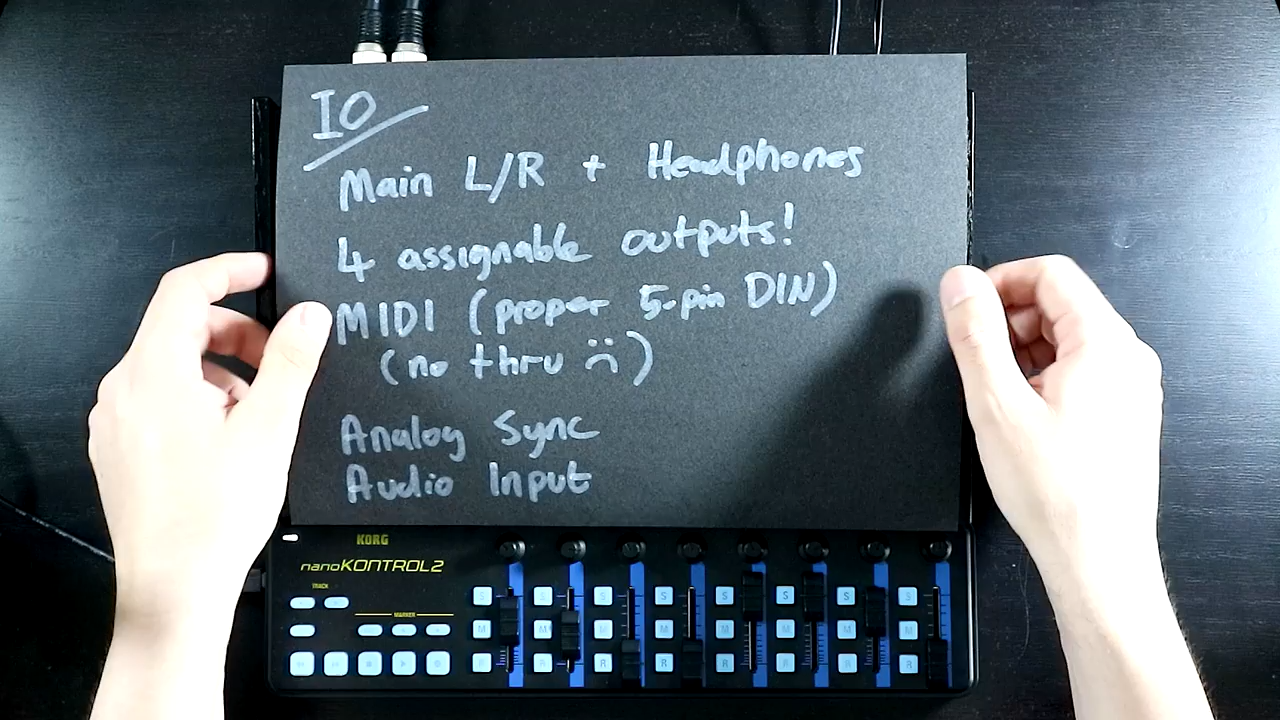 IO
Main L/R + Headphones
4 assignable outputs!
MIDI (proper 5-pin DIN)
(no thru ☹)
Analog Sync
Audio Input
KORG
nanoKONTROL2
TRACK
MARKER
S S S S S S S S
M M M M M M M M
R R R R R R R R